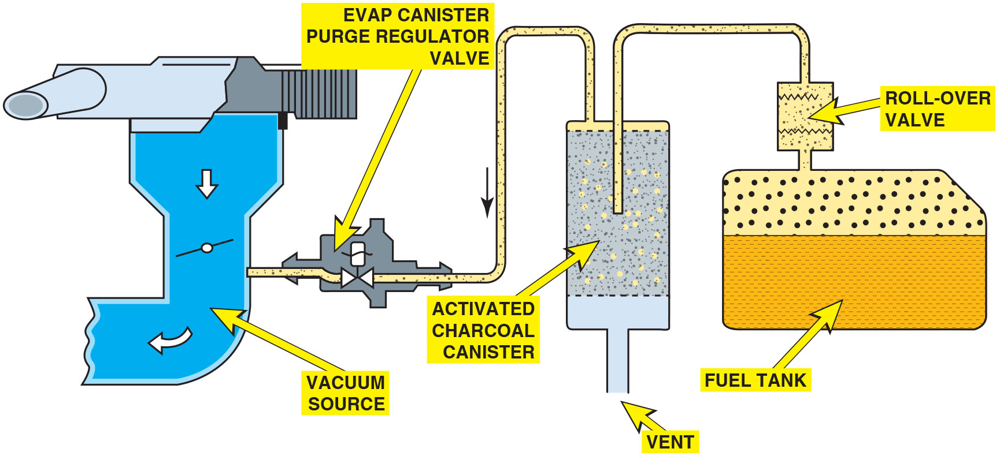 EVAP CANISTER
PURGE REGULATOR
VALVE
ROLL-OVER
VALVE
ACTIVATED
CHARCOAL
CANISTER
VACUUM
SOURCE
FUEL TANK
VENT